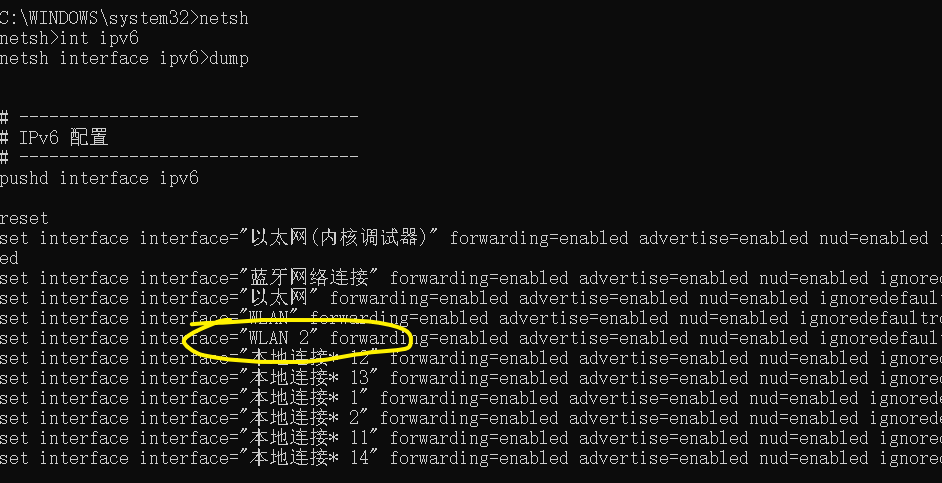 C:\WINDOWS\system32>netsh
netsh>int ipv6
netsh interface ipv6>dump
# ----------------------------------
# IPv6 配置
# ----------------------------------
pushd interface ipv6
reset
set interface interface="以太网(内核调试器)" forwarding=enabled advertise=enabled nud=enabled i
ed
set interface interface="蓝牙网络连接" forwarding=enabled advertise=enabled nud=enabled ignored
set interface interface="以太网" forwarding=enabled advertise=enabled nud=enabled ignoredefaul
set interface interface="WLAN" forwarding=enabled advertise=enabled nud=enabled ignoredefaultro
set interface interface="WLAN 2" forwarding=enabled advertise=enabled nud=enabled ignoredefaul
set interface interface="本地连接* 12" forwarding=enabled advertise=enabled nud=enabled ignored
set interface interface="本地连接* 13" forwarding=enabled advertise=enabled nud=enabled ignored
set interface interface="本地连接* 1" forwarding=enabled advertise=enabled nud=enabled ignorede
set interface interface="本地连接* 2" forwarding=enabled advertise=enabled nud=enabled ignorede
set interface interface="本地连接* 11" forwarding=enabled advertise=enabled nud=enabled ignored
set interface interface="本地连接* 14" forwarding=enabled advertise=enabled nud=enabled ignored